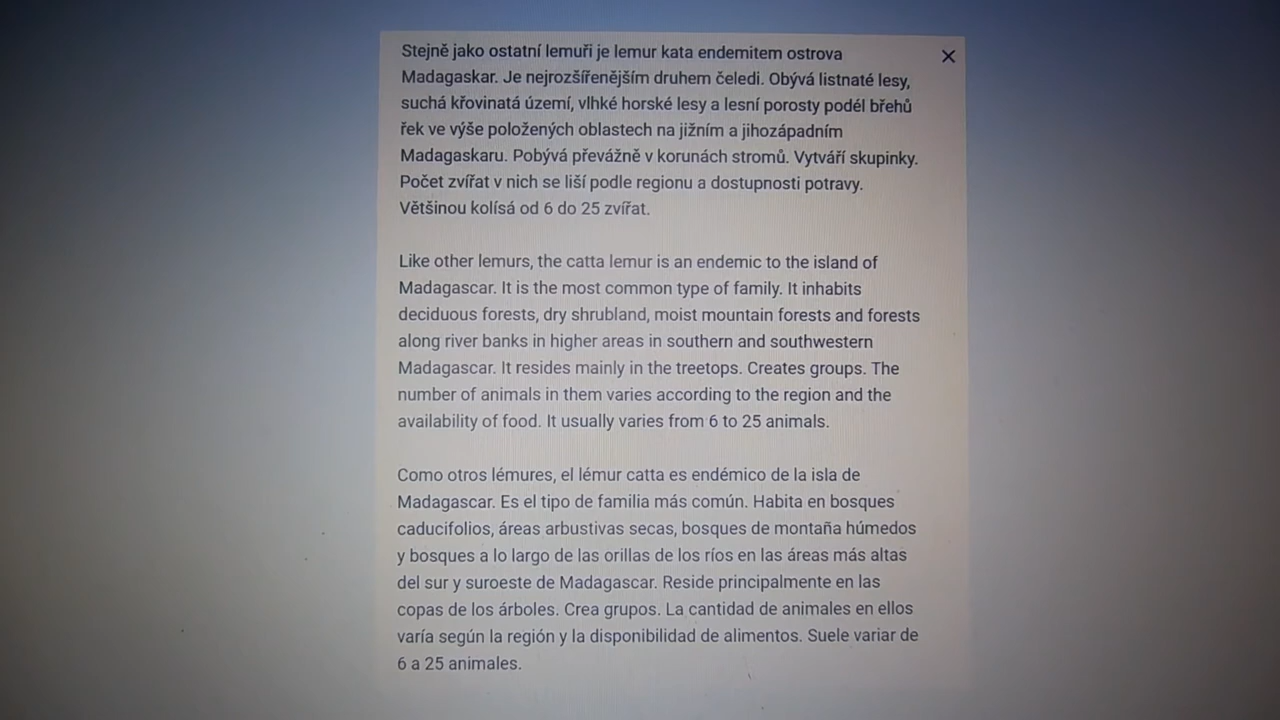 Stejně jako ostatní lemuři je lemur kata endemitem ostrova
Madagaskar. Je nejrozšířenějším druhem čeledi. Obývá listnaté lesy,
suchá křovinatá území, vlhké horské lesy a lesní porosty podél břehů
řek ve výše položených oblastech na jižním a jihozápadním
Madagaskaru. Pobývá převážně v korunách stromů. Vytváří skupinky.
Počet zvířat v nich se liší podle regionu a dostupnosti potravy.
Většinou kolísá od 6 do 25 zvířat.
Like other lemurs, the catta lemur is an endemic to the island of
Madagascar. It is the most common type of family. It inhabits
deciduous forests, dry shrubland, moist mountain forests and forests
along river banks in higher areas in southern and southwestern
Madagascar. It resides mainly in the treetops. Creates groups. The
number of animals in them varies according to the region and the
availability of food. It usually varies from 6 to 25 animals.
Como otros lémures, el lémur catta es endémico de la isla de
Madagascar. Es el tipo de familia más común. Habita en bosques
caducifolios, áreas arbustivas secas, bosques de montaña húmedos
y bosques a lo largo de las orillas de los ríos en las áreas más altas
del sur y suroeste de Madagascar. Reside principalmente en las
copas de los árboles. Crea grupos. La cantidad de animales en ellos
varía según la región y la disponibilidad de alimentos. Suele variar de
6 a 25 animales.